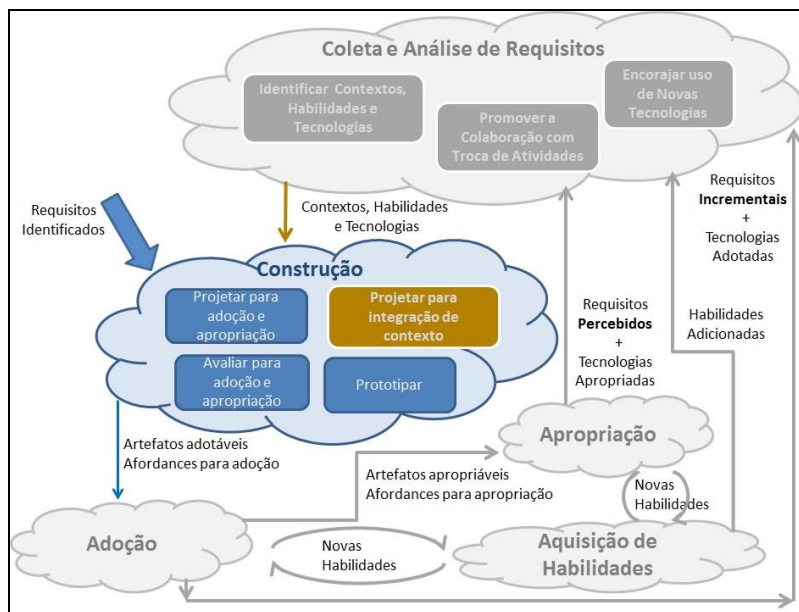 Coleta e Análise de Requisitos
Identificar Contextos,
Habilidades e
Tecnologias
Promover a
Colaboração com
Troca de Atividades
Encorajar uso
de Novas
Tecnologias
Requisitos
Identificados
Contextos, Habilidades
e Tecnologias
Requisitos
Incrementais
+
Tecnologias
Adotadas
Construção
Projetar para
adoção e
apropriação
Projetar para
integração de
contexto
Avaliar para
adoção e
apropriação
Prototipar
Requisitos
Percebidos
+
Tecnologias
Apropriadas
Habilidades
Adicionadas
Artefatos adotáveis
Afordances para adoção
Artefatos apropriáveis
Afordances para apropriação
Apropriação
Novas
Habilidades
Adoção
Novas
Habilidades
Aquisição de
Habilidades